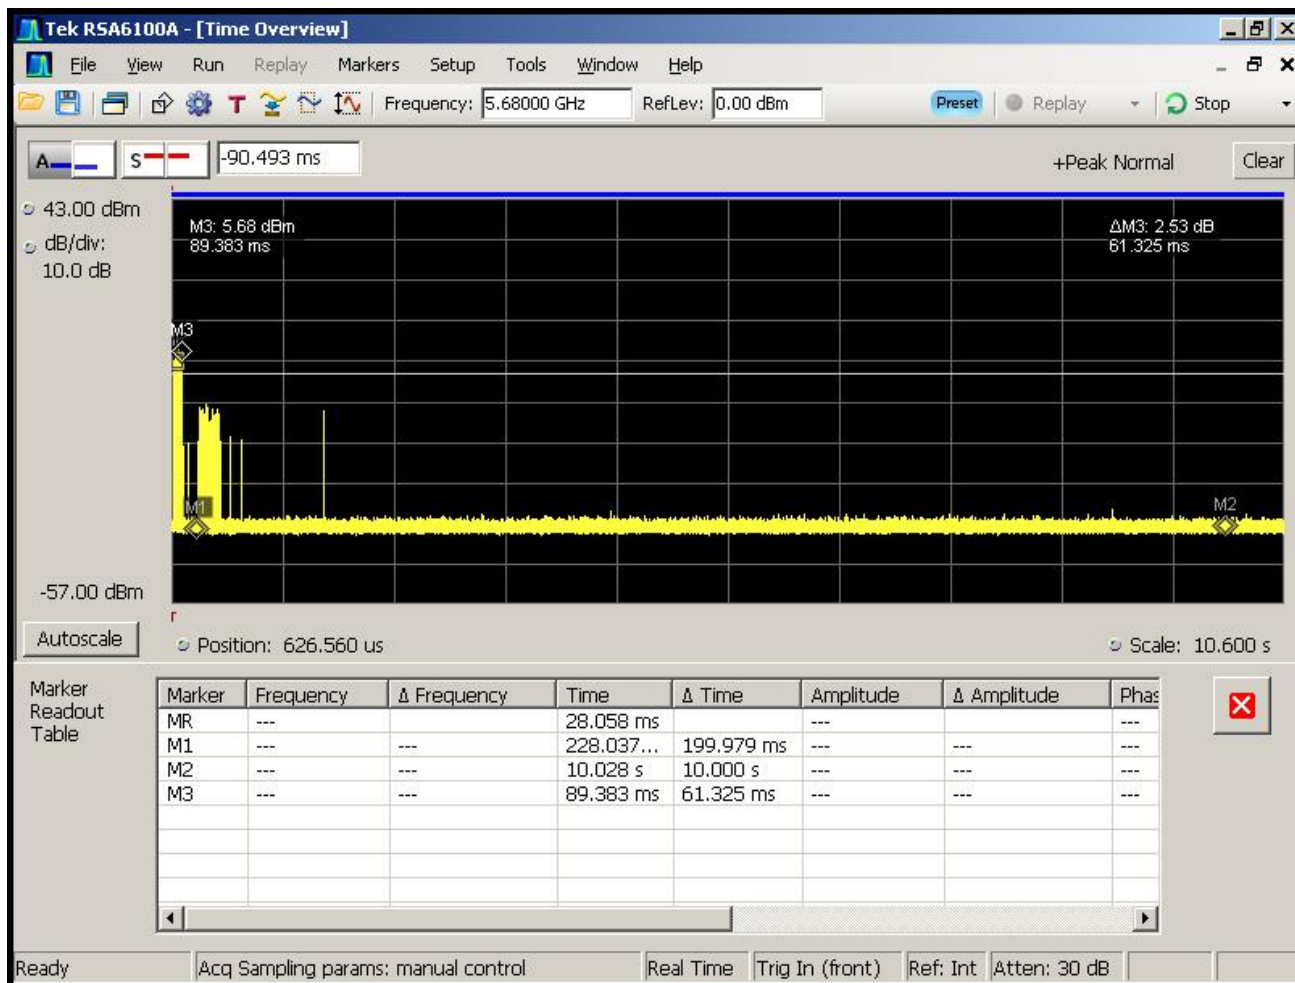 Tek RSA6100A - [Time Overview]
File View Run Replay Markers Setup Tools Window Help
T Frequency: 5.68000 GHz RefLev: 0.00 dBm Preset Replay Stop
A S -90.493 ms +Peak Normal Clear
43.00 dBm
dB/div:
10.0 dB
M3: 5.68 dBm
89.383 ms
ΔM3: 2.53 dB
61.325 ms
M3
M1
M2
-57.00 dBm
Autoscale
Position: 626.560 us
Scale: 10.600 s
Marker
Readout
Table
Marker Frequency Δ Frequency Time Δ Time Amplitude Δ Amplitude Phas
MR --- 28.058 ms --- ---
M1 --- --- 228.037... 199.979 ms --- --- ---
M2 --- --- 10.028 s 10.000 s --- --- ---
M3 --- --- 89.383 ms 61.325 ms --- --- ---
Ready Acq Sampling params: manual control Real Time Trig In (front) Ref: Int Atten: 30 dB